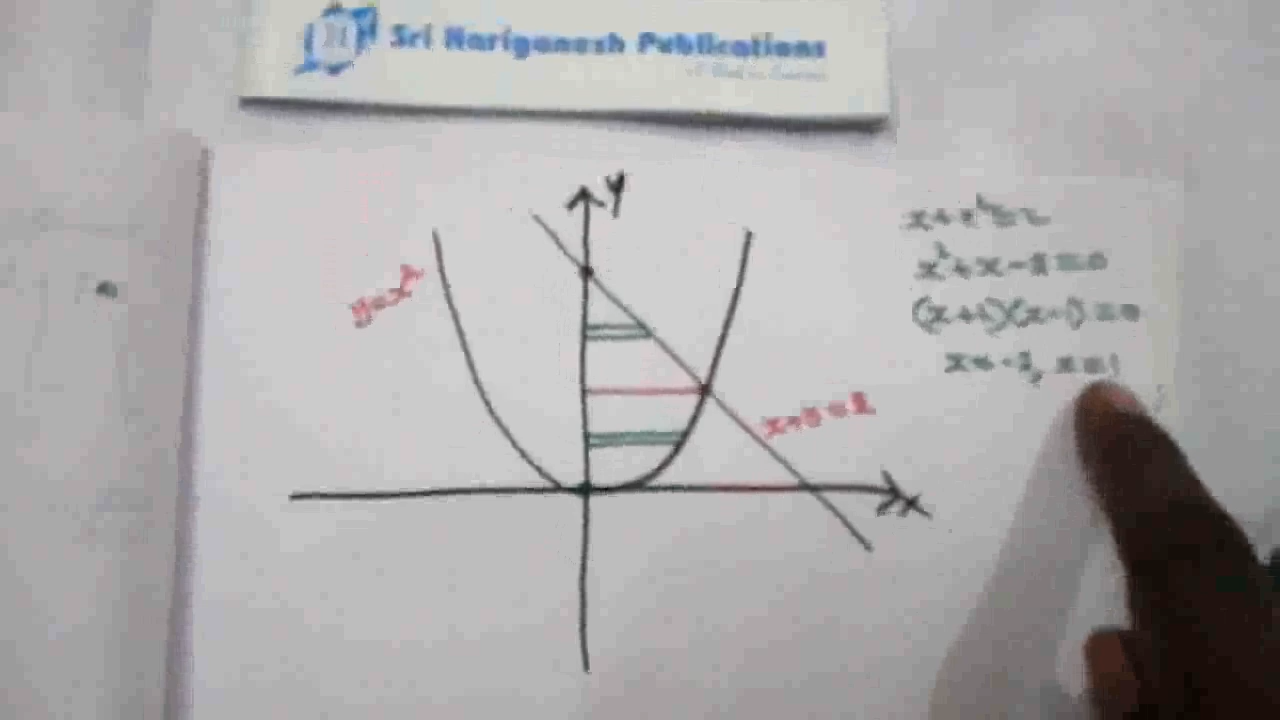 Sri Hariganesh Publications
Y
y=x²
x+x²=2
x²+x-2=0
(x+2)(x-1)=0
x=-2, x=1
x+y=2
X